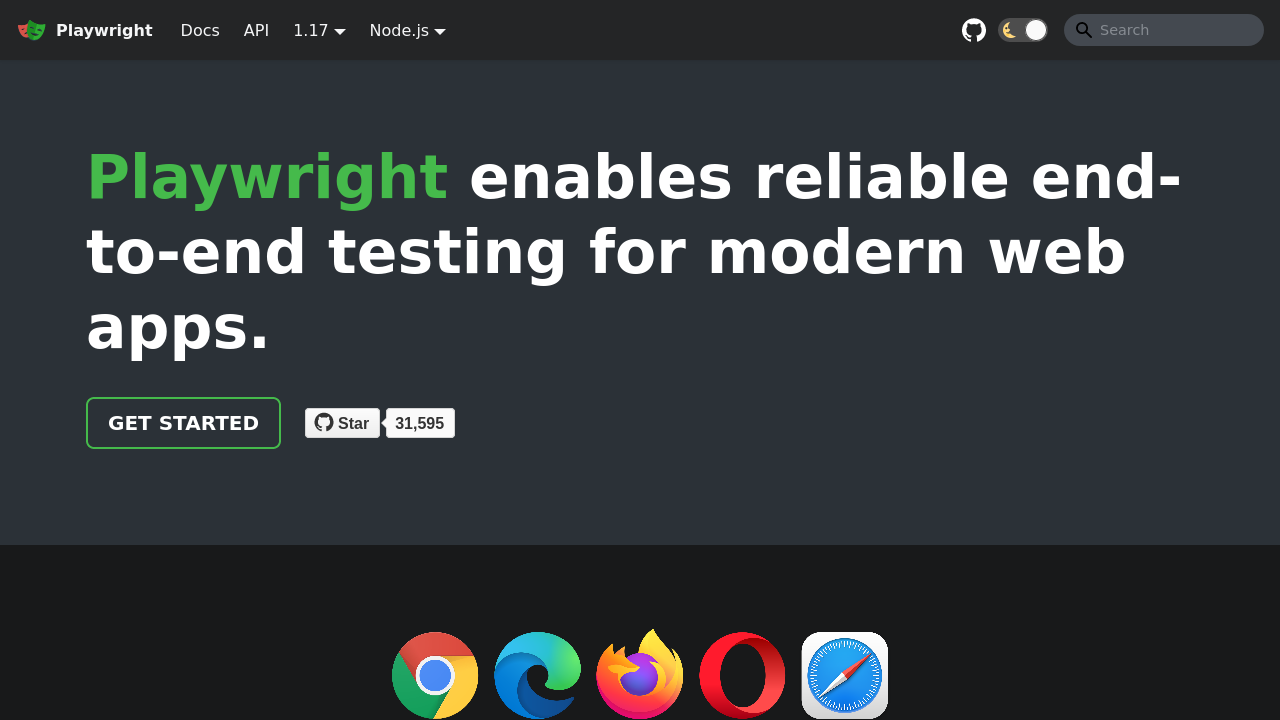 Playwright Docs API 1.17 Node.js Search
Playwright enables reliable end-
to-end testing for modern web
apps.
GET STARTED Star 31,595